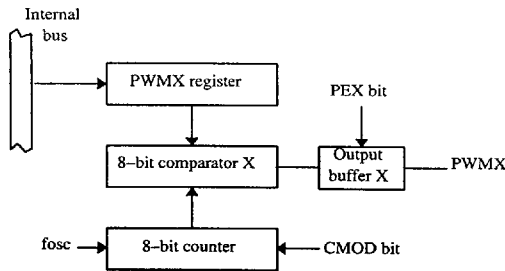 Internal
bus
PWMX register
PEX bit
8–bit comparator X
Output
buffer X
PWMX
fosc
8–bit counter
CMOD bit